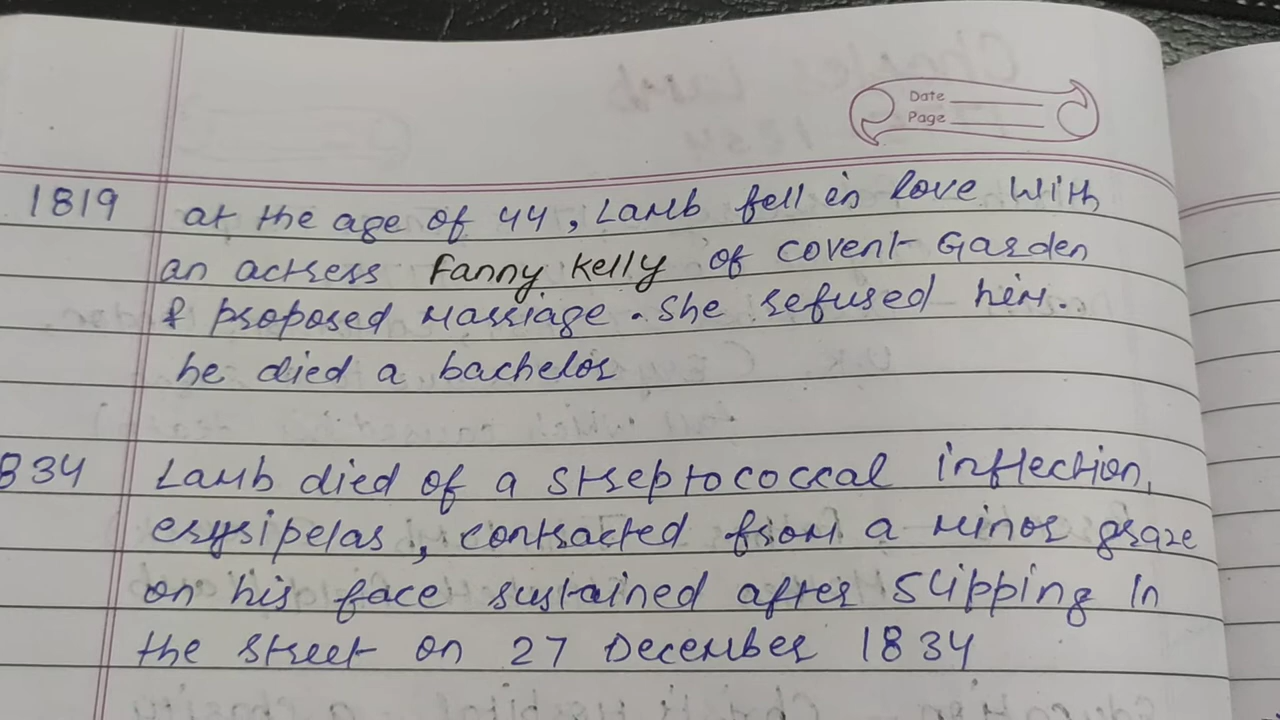 Date
Page
1819 at the age of 44, Lamb fell in love with
an actress Fanny Kelly of Covent Garden
& proposed marriage. She refused him.
he died a bachelor
834 Lamb died of a streptococcal inflection,
erysipelas, contracted from a minor graze
on his face sustained after slipping in
the street on 27 December 1834